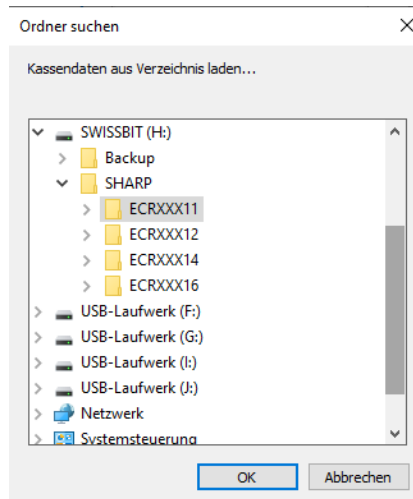 Ordner suchen
Kassendaten aus Verzeichnis laden...
SWISSBIT (H:)
Backup
SHARP
ECRXXX11
ECRXXX12
ECRXXX14
ECRXXX16
USB-Laufwerk (F:)
USB-Laufwerk (G:)
USB-Laufwerk (I:)
USB-Laufwerk (J:)
Netzwerk
Systemsteuerung
OK Abbrechen